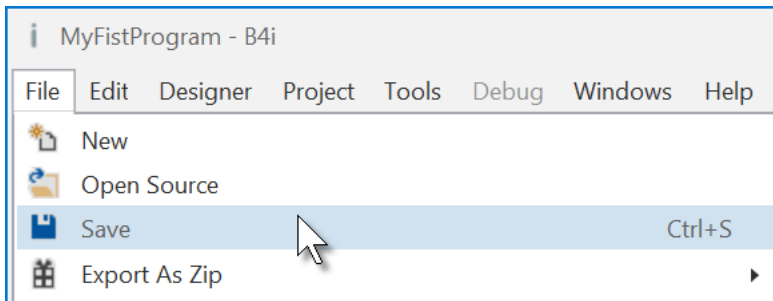 MyFistProgram - B4i
File Edit Designer Project Tools Debug Windows Help
New
Open Source
Save Ctrl+S
Export As Zip